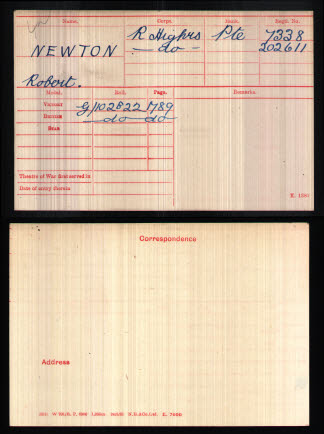 Name. Corps. Rank. Regtl. No.
NEWTON R. Highrs Pte 7338
— do — 202611
Robert.
Medal. Roll. Page. Remarks.
Victory G/1/102B22 1789
British do do
Star
Theatre of War first served in
Date of entry therein
K. 1380
Correspondence
Address